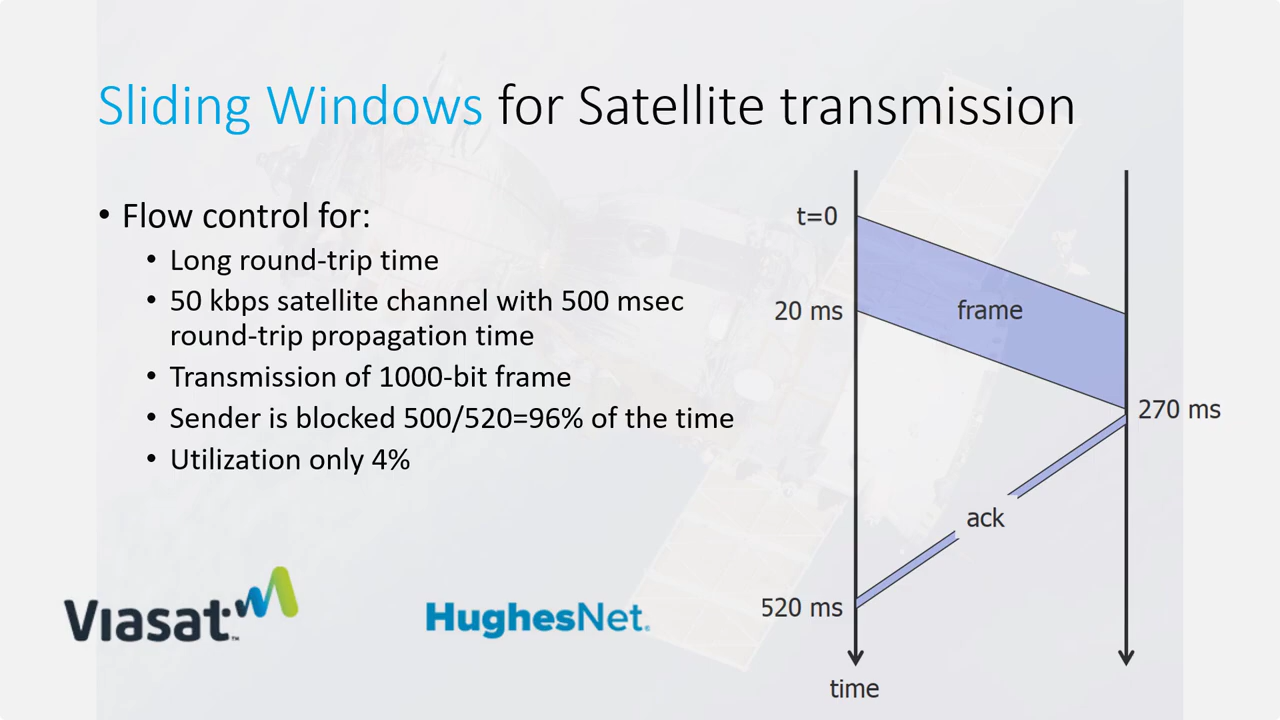 Sliding Windows for Satellite transmission
• Flow control for:
• Long round-trip time
• 50 kbps satellite channel with 500 msec
round-trip propagation time
• Transmission of 1000-bit frame
• Sender is blocked 500/520=96% of the time
• Utilization only 4%
t=0
20 ms
frame
270 ms
ack
520 ms
time
Viasat™
HughesNet®